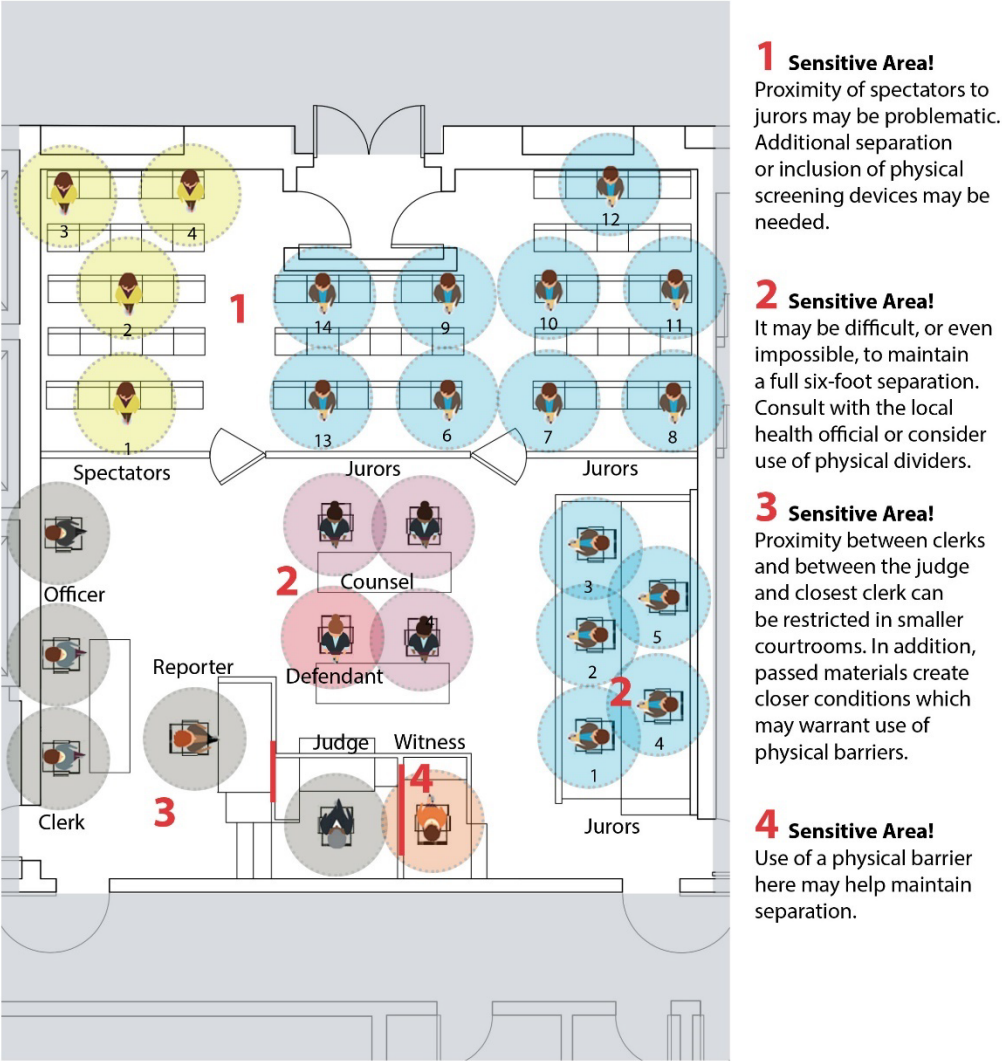 3
4
12
2
1
14
9
10
11
1
13
6
7
8
Spectators
Jurors
Jurors
2
Counsel
3
Officer
4
5
2
Reporter
Defendant
2
Judge
Witness
4
4
1
3
Clerk
Jurors
1 Sensitive Area!
Proximity of spectators to
jurors may be problematic.
Additional separation
or inclusion of physical
screening devices may be
needed.
2 Sensitive Area!
It may be difficult, or even
impossible, to maintain
a full six-foot separation.
Consult with the local
health official or consider
use of physical dividers.
3 Sensitive Area!
Proximity between clerks
and between the judge
and closest clerk can
be restricted in smaller
courtrooms. In addition,
passed materials create
closer conditions which
may warrant use of
physical barriers.
4 Sensitive Area!
Use of a physical barrier
here may help maintain
separation.